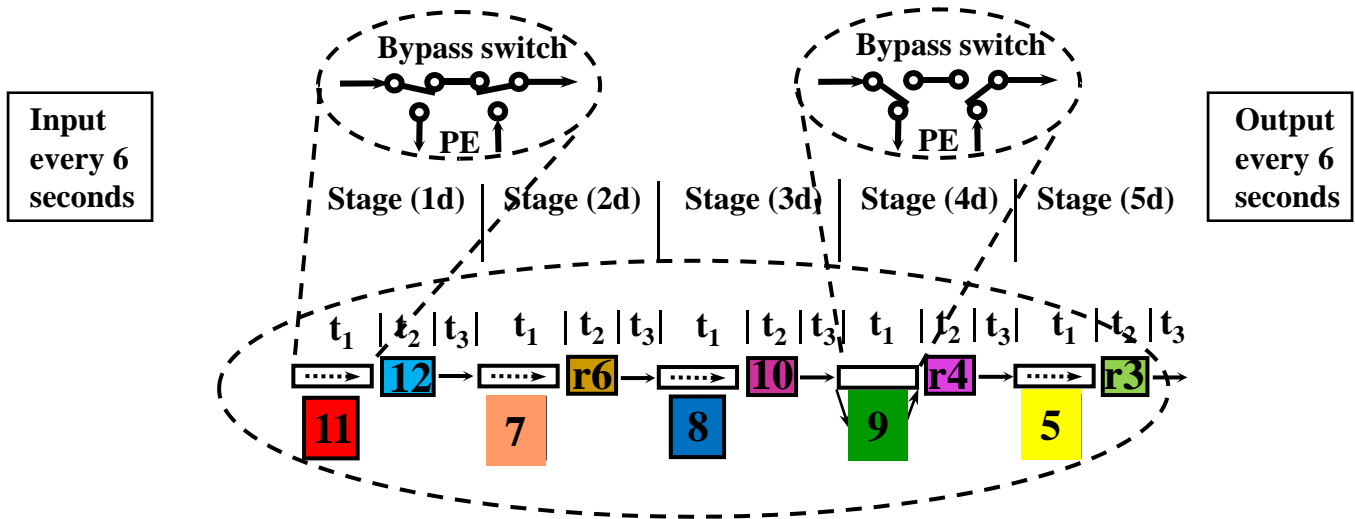 Bypass switch
PE
Bypass switch
PE
Input
every 6
seconds
Output
every 6
seconds
Stage (1d) Stage (2d) Stage (3d) Stage (4d) Stage (5d)
t1 t2 t3 t1 t2 t3 t1 t2 t3 t1 t2 t3 t1 t2 t3
12 r6 10 r4 r3
11 7 8 9 5